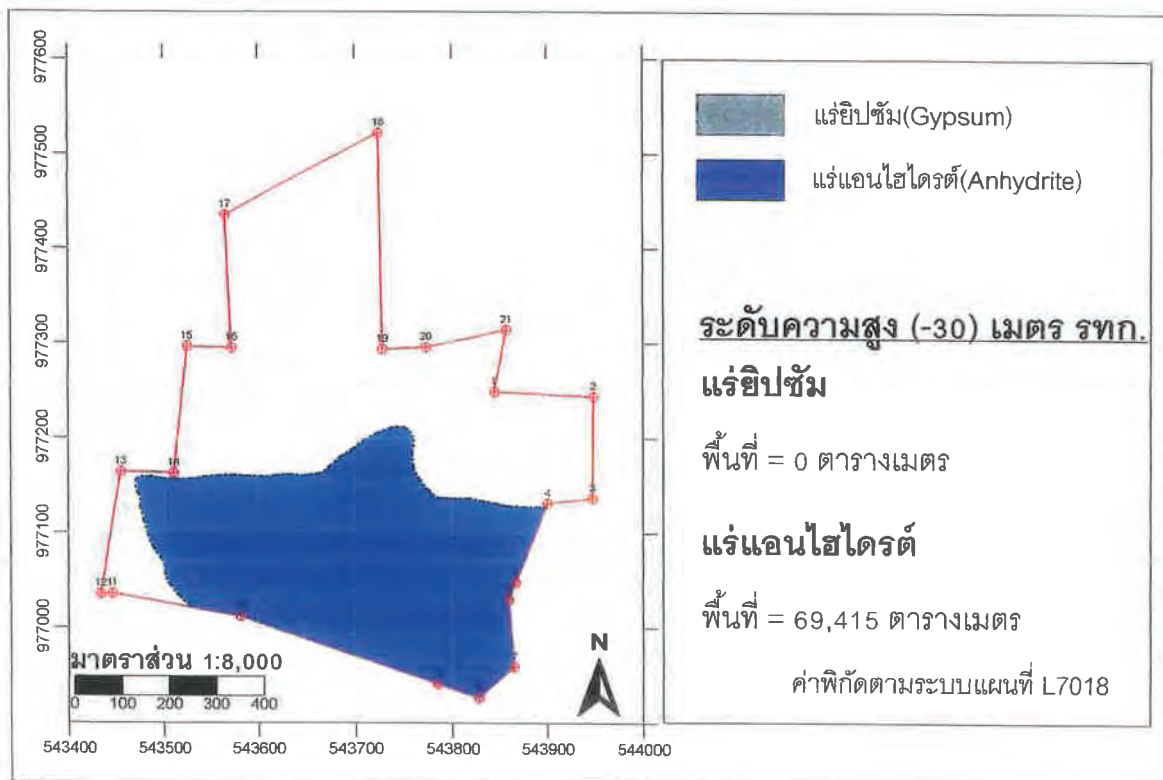 977600
977500
977400
977300
977200
977100
977000
18
17
15
16
19
20
21
1
2
13
14
4
3
12 11
มาตราส่วน 1:8,000
0 100 200 300 400
N
543400 543500 543600 543700 543800 543900 544000
แร่ยิปซัม(Gypsum)
แร่แอนไฮไดรต์(Anhydrite)
ระดับความสูง (-30) เมตร รทก.
แร่ยิปซัม
พื้นที่ = 0 ตารางเมตร
แร่แอนไฮไดรต์
พื้นที่ = 69,415 ตารางเมตร
ค่าพิกัดตามระบบแผนที่ L7018